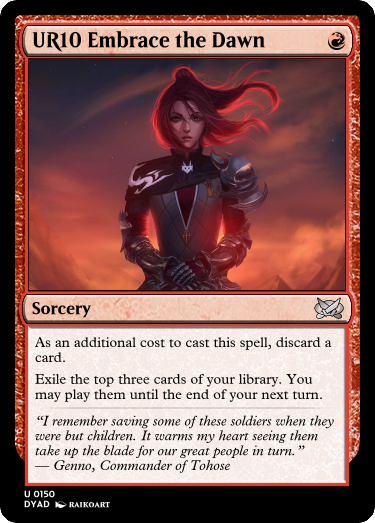 UR10 Embrace the Dawn
Sorcery
As an additional cost to cast this spell, discard a
card.
Exile the top three cards of your library. You
may play them until the end of your next turn.
“I remember saving some of these soldiers when they
were but children. It warms my heart seeing them
take up the blade for our great people in turn.”
— Genno, Commander of Tohose
U 0150
DYAD RAIKOART